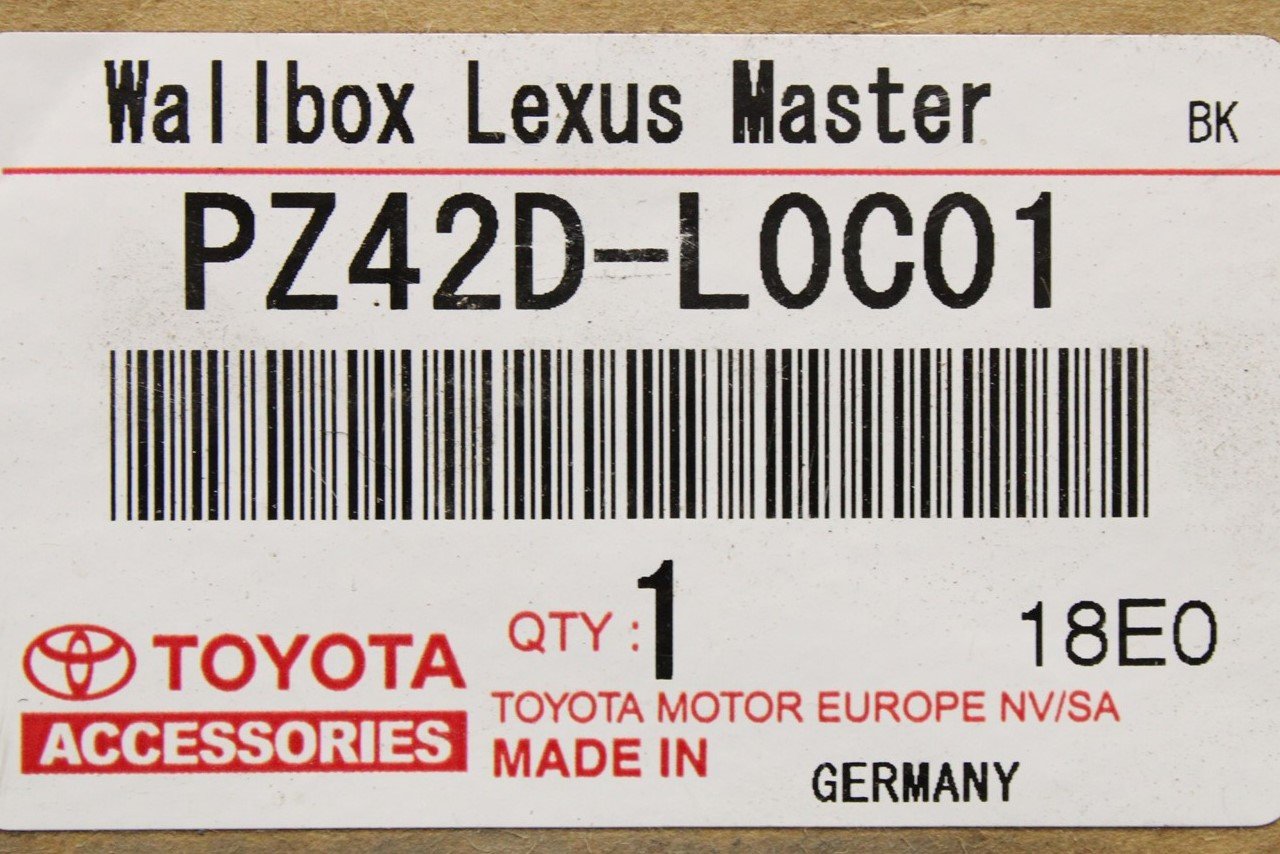 Wallbox Lexus Master BK
PZ42D-L0C01
QTY : 1
18E0
TOYOTA
ACCESSORIES
TOYOTA MOTOR EUROPE NV/SA
MADE IN GERMANY